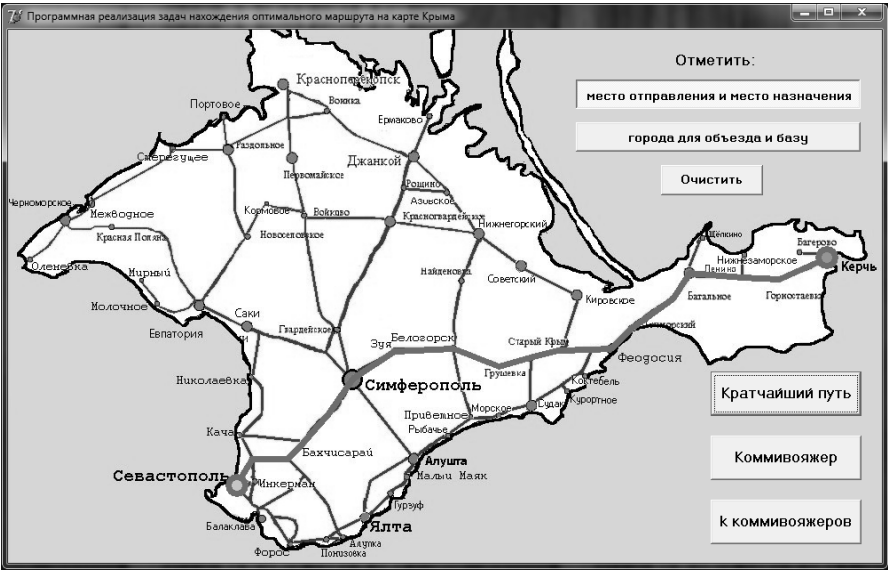 Программная реализация задач нахождения оптимального маршрута на карте Крыма
Отметить:
место отправления и место назначения
города для объезда и базу
Очистить
Красноперекопск
Портовое
Воинка
Ермаково
Раздольное
Стерегущее
Джанкой
Первомайское
Рощино
Азовское
Черноморское
Межводное
Кормовое
Войково
Красногвардейское
Нижнегорский
Щёлкино
Багерово
Красная Поляна
Новоселовское
Нижнезаморское
Керчь
Оленевка
Мирный
Найденовка
Советский
Ленино
Молочное
Кировское
Багальное
Горностаевка
Евпатория
Саки
Гвардейское
Зуя
Белогорск
Старый Крым
Феодосия
Грушевка
Николаевка
Симферополь
Коктебель
Курортное
Кратчайший путь
Приветное
Морское
Судак
Рыбачье
Кача
Бахчисарай
Алушта
Коммивояжер
Севастополь
Инкерман
Малыи Маяк
Гурзуф
Балаклава
Ялта
k коммивояжеров
Форос
Алупка
Понизовка